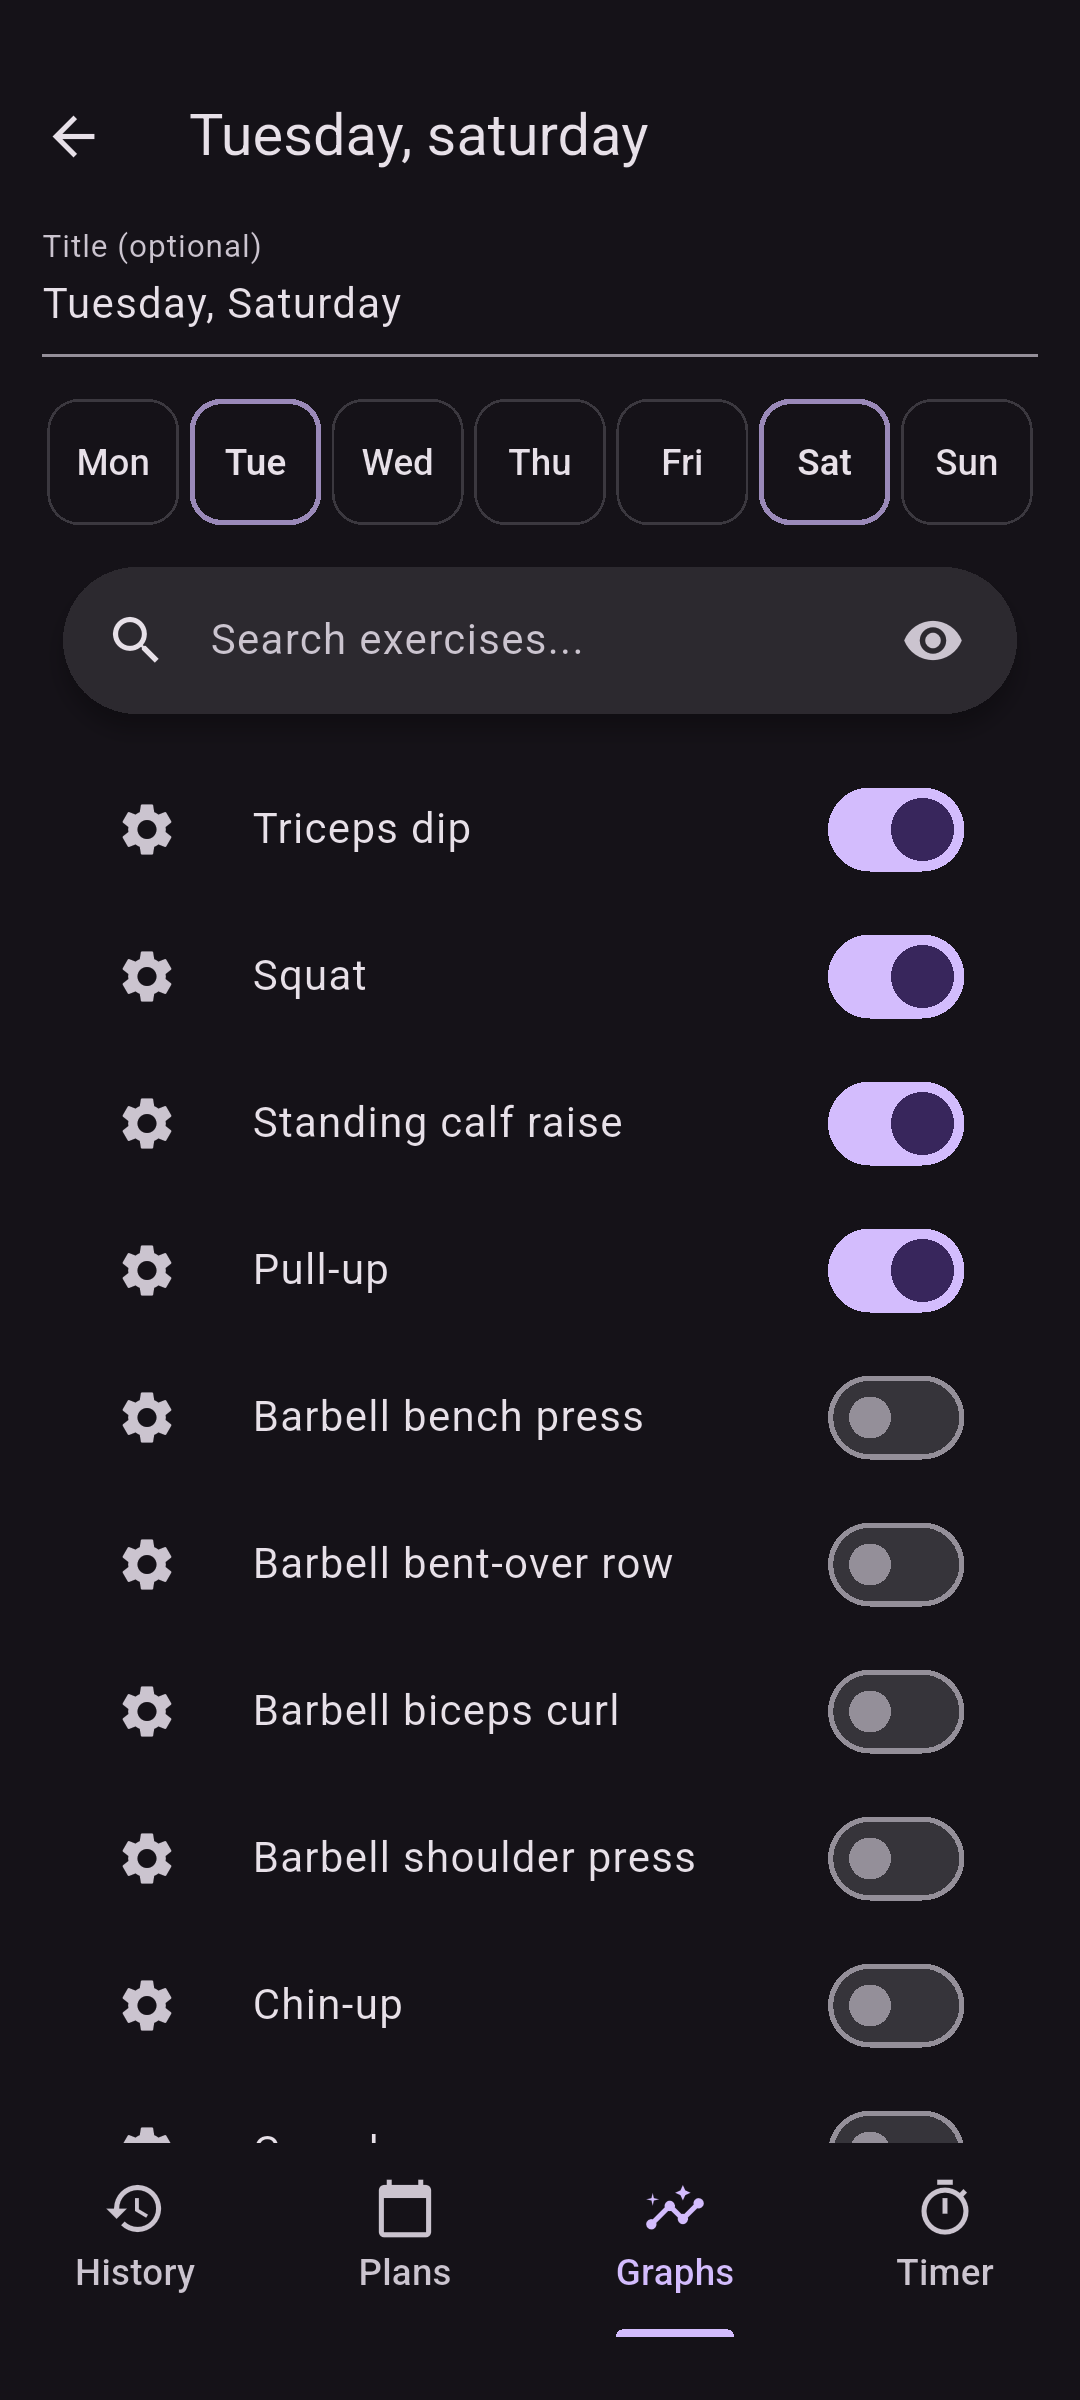 Tuesday, saturday
Title (optional)
Tuesday, Saturday
Mon Tue Wed Thu Fri Sat Sun
Search exercises...
Triceps dip
Squat
Standing calf raise
Pull-up
Barbell bench press
Barbell bent-over row
Barbell biceps curl
Barbell shoulder press
Chin-up
History Plans Graphs Timer